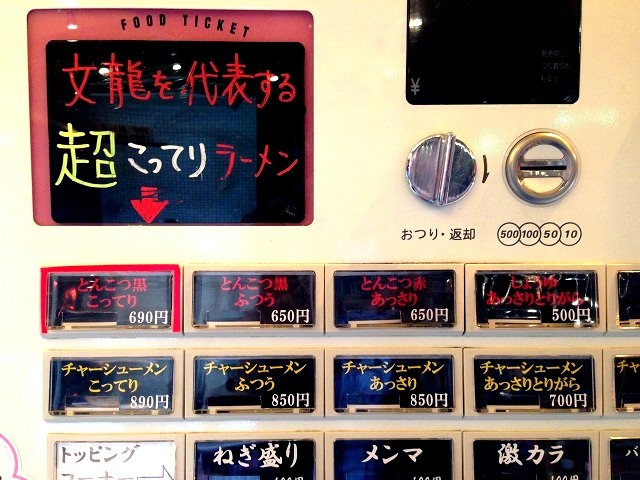 FOOD TICKET
文龍を代表する
超こってりラーメン
¥
おつり・返却
500 100 50 10
とんこつ黒
こってり
690円
とんこつ黒
ふつう
650円
とんこつ赤
あっさり
650円
しょうゆ
あっさりとりがら
500円
チャーシューメン
こってり
890円
チャーシューメン
ふつう
850円
チャーシューメン
あっさり
850円
チャーシューメン
あっさりとりがら
700円
トッピング
コーナー
ねぎ盛り
メンマ
激カラ